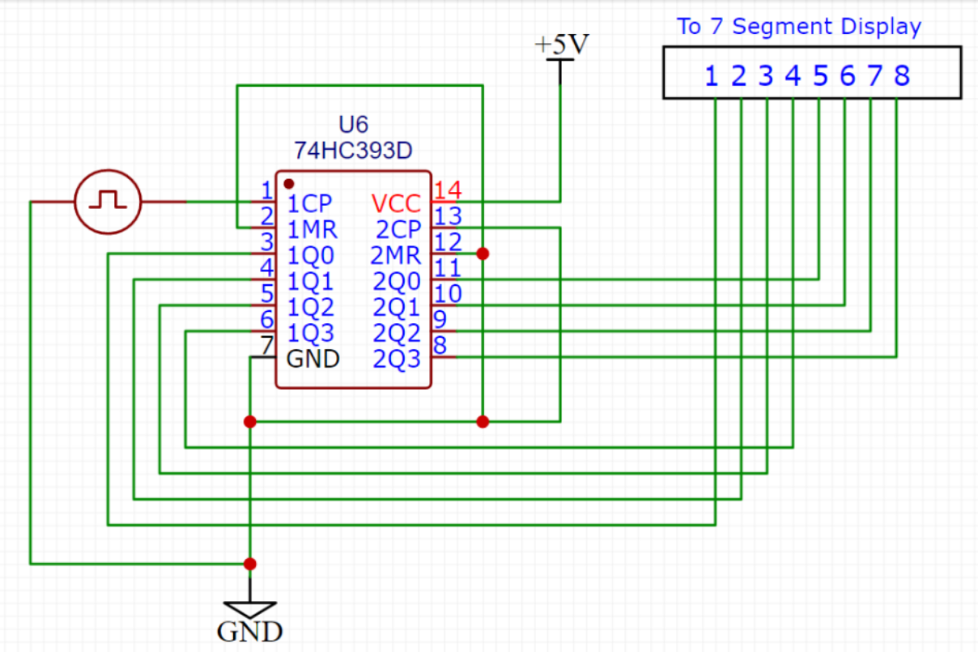 To 7 Segment Display
+5V
1 2 3 4 5 6 7 8
U6
74HC393D
1 1CP VCC 14
2 1MR 2CP 13
3 1Q0 2MR 12
4 1Q1 2Q0 11
5 1Q2 2Q1 10
6 1Q3 2Q2 9
7 GND 2Q3 8
GND